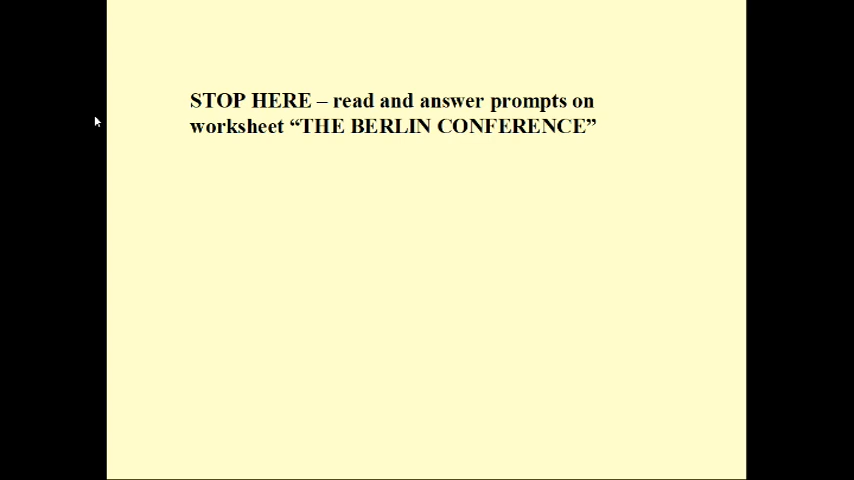 STOP HERE – read and answer prompts on
worksheet “THE BERLIN CONFERENCE”